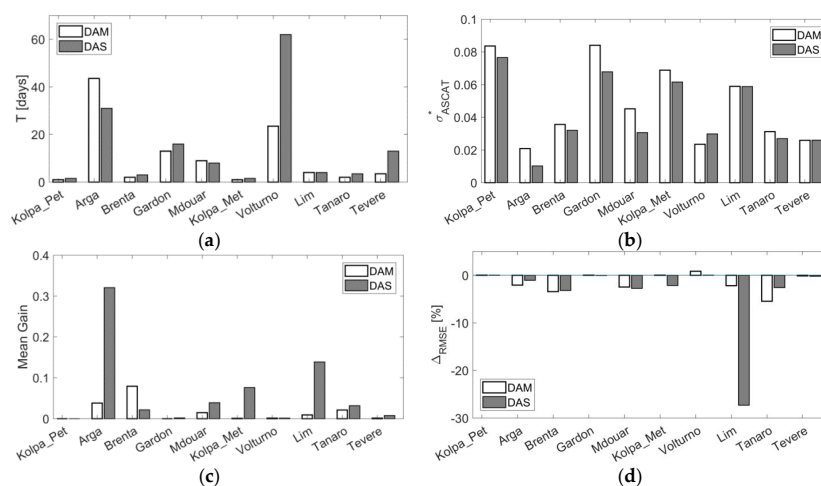 DAM
DAS
T [days]
60
40
20
0
Kolpa_Pet
Arga
Brenta
Gardon
Mdouar
Kolpa_Met
Volturno
Lim
Tanaro
Tevere
(a)
DAM
DAS
σ*ASCAT
0.1
0.08
0.06
0.04
0.02
0
Kolpa_Pet
Arga
Brenta
Gardon
Mdouar
Kolpa_Met
Volturno
Lim
Tanaro
Tevere
(b)
DAM
DAS
Mean Gain
0.4
0.3
0.2
0.1
0
Kolpa_Pet
Arga
Brenta
Gardon
Mdouar
Kolpa_Met
Volturno
Lim
Tanaro
Tevere
(c)
ΔRMSE [%]
0
-10
-20
-30
DAM
DAS
Kolpa_Pet
Arga
Brenta
Gardon
Mdouar
Kolpa_Met
Volturno
Lim
Tanaro
Tevere
(d)